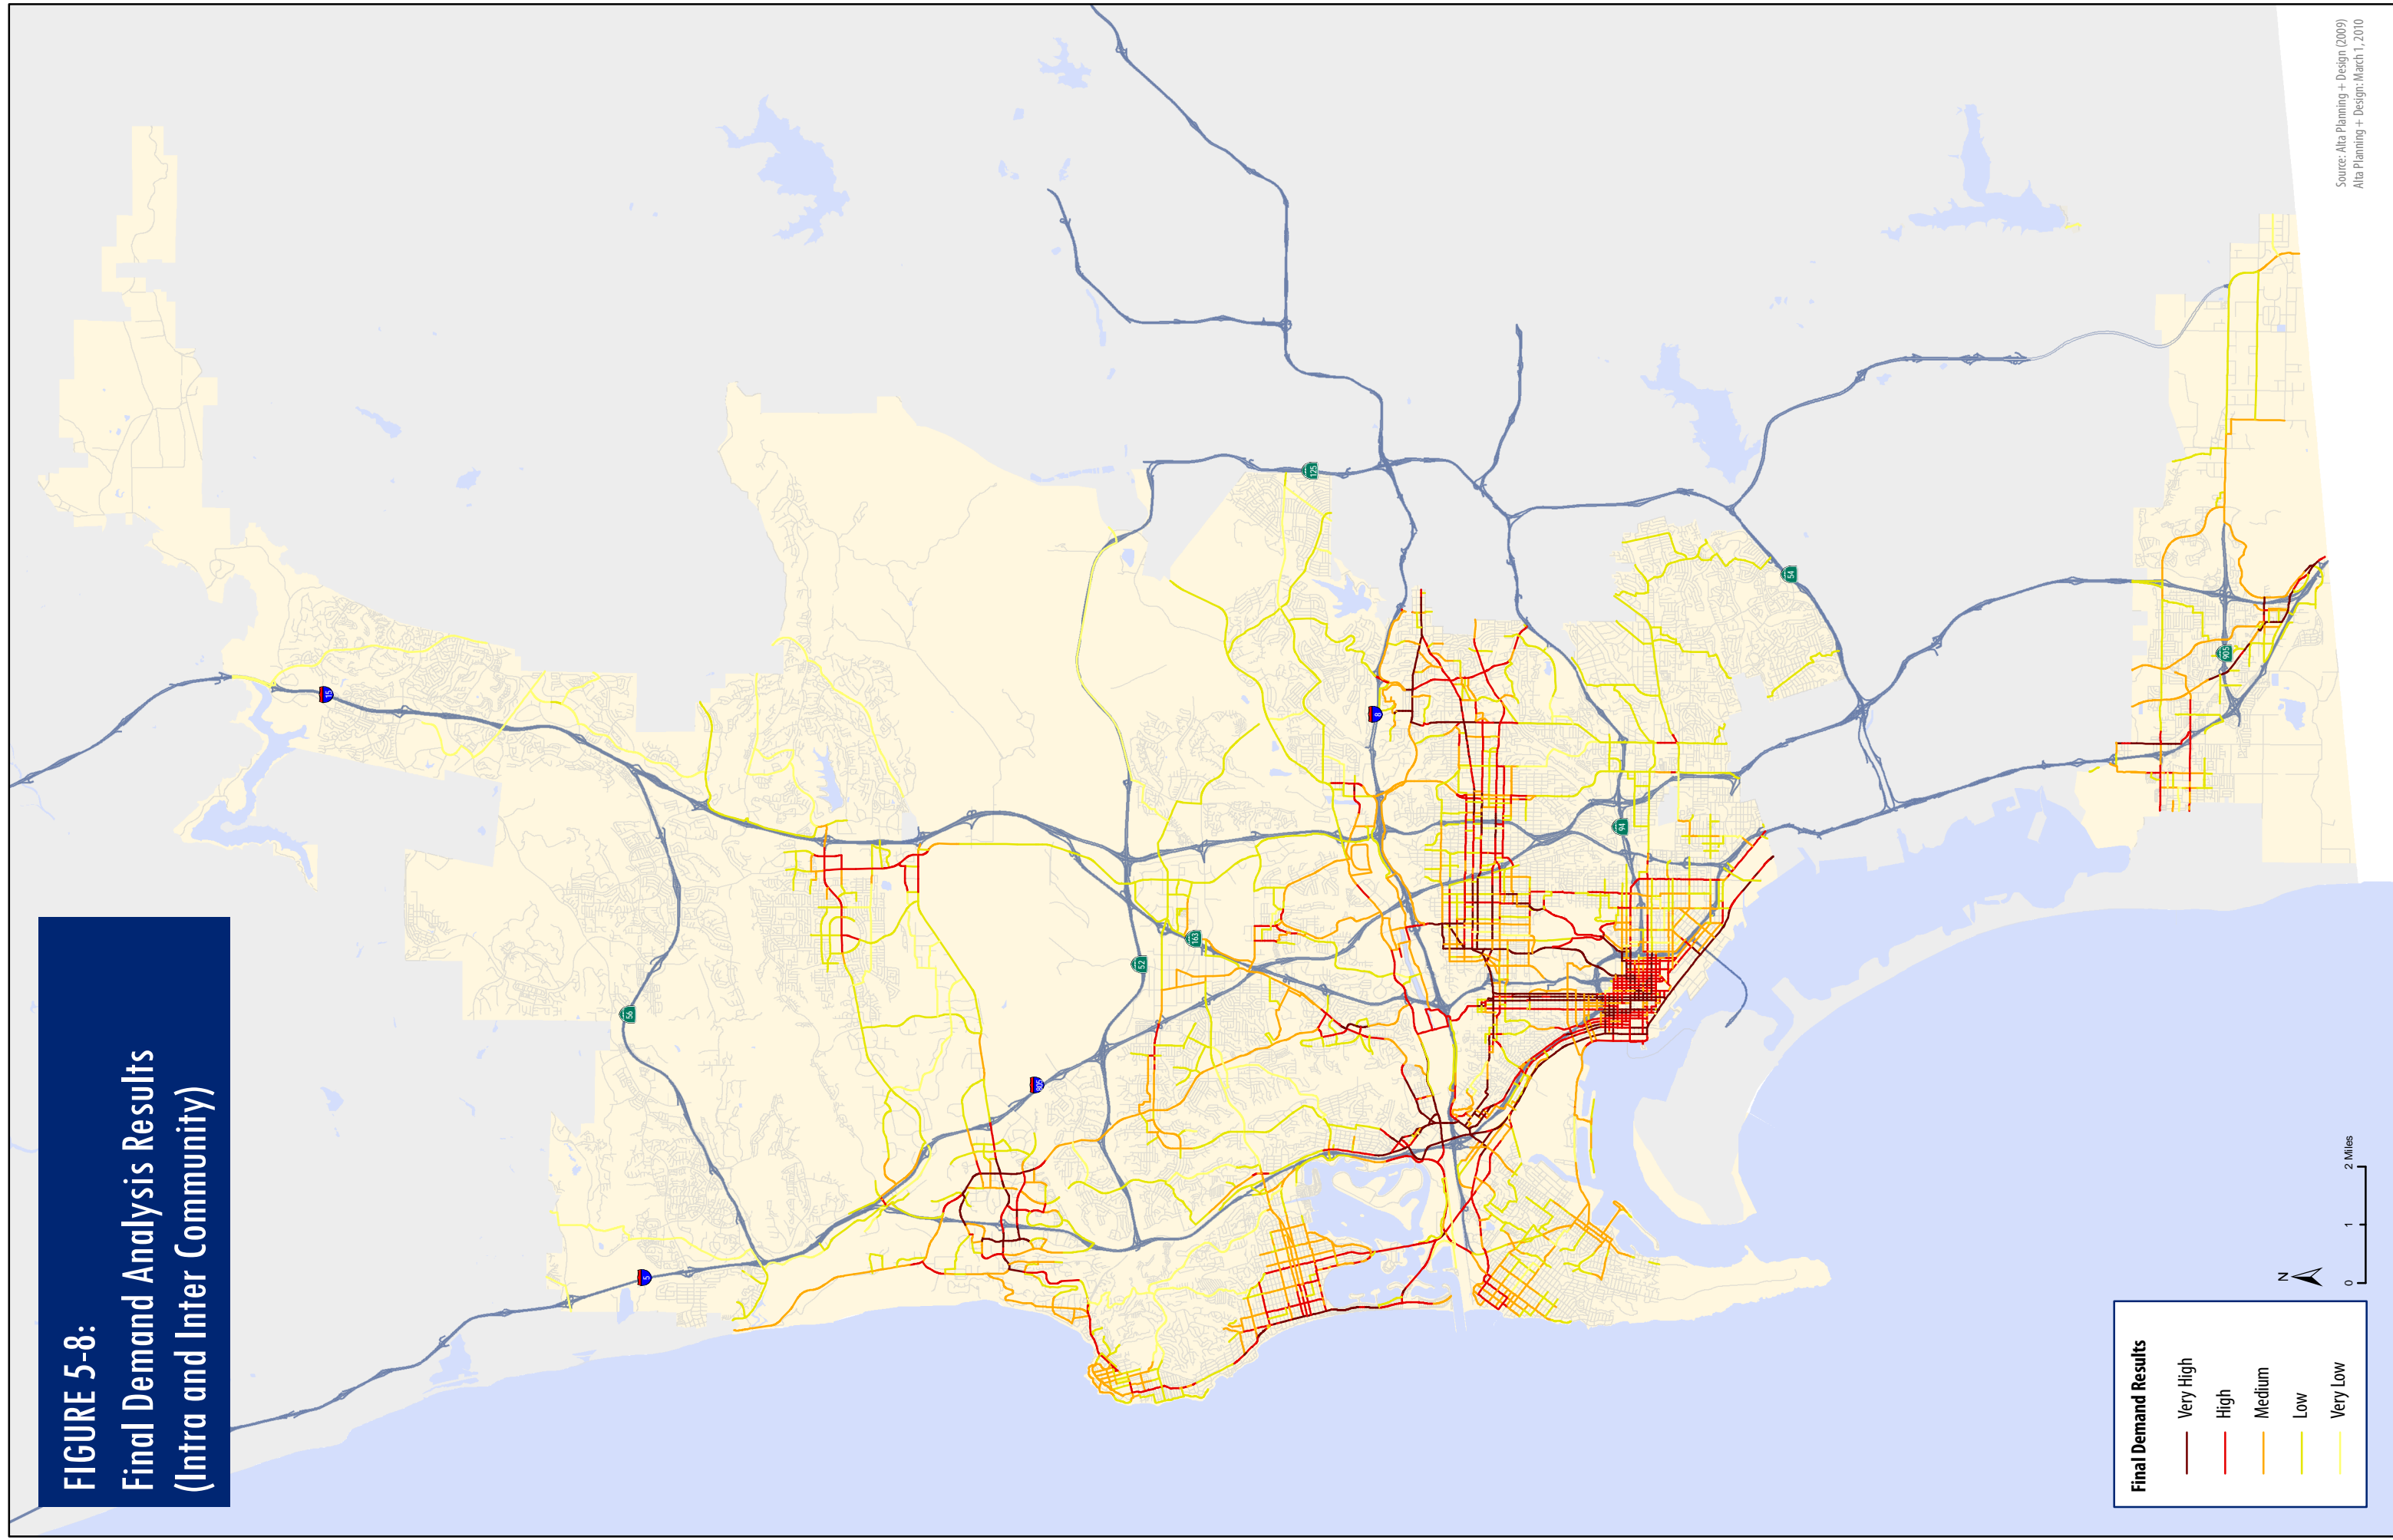 FIGURE 5-8:
Final Demand Analysis Results
(Intra and Inter Community)
15
56
5
805
52
163
125
8
94
54
905
Source: Alta Planning + Design (2009)
Alta Planning + Design: March 1, 2010
N
0 1 2 Miles
Final Demand Results
Very High
High
Medium
Low
Very Low